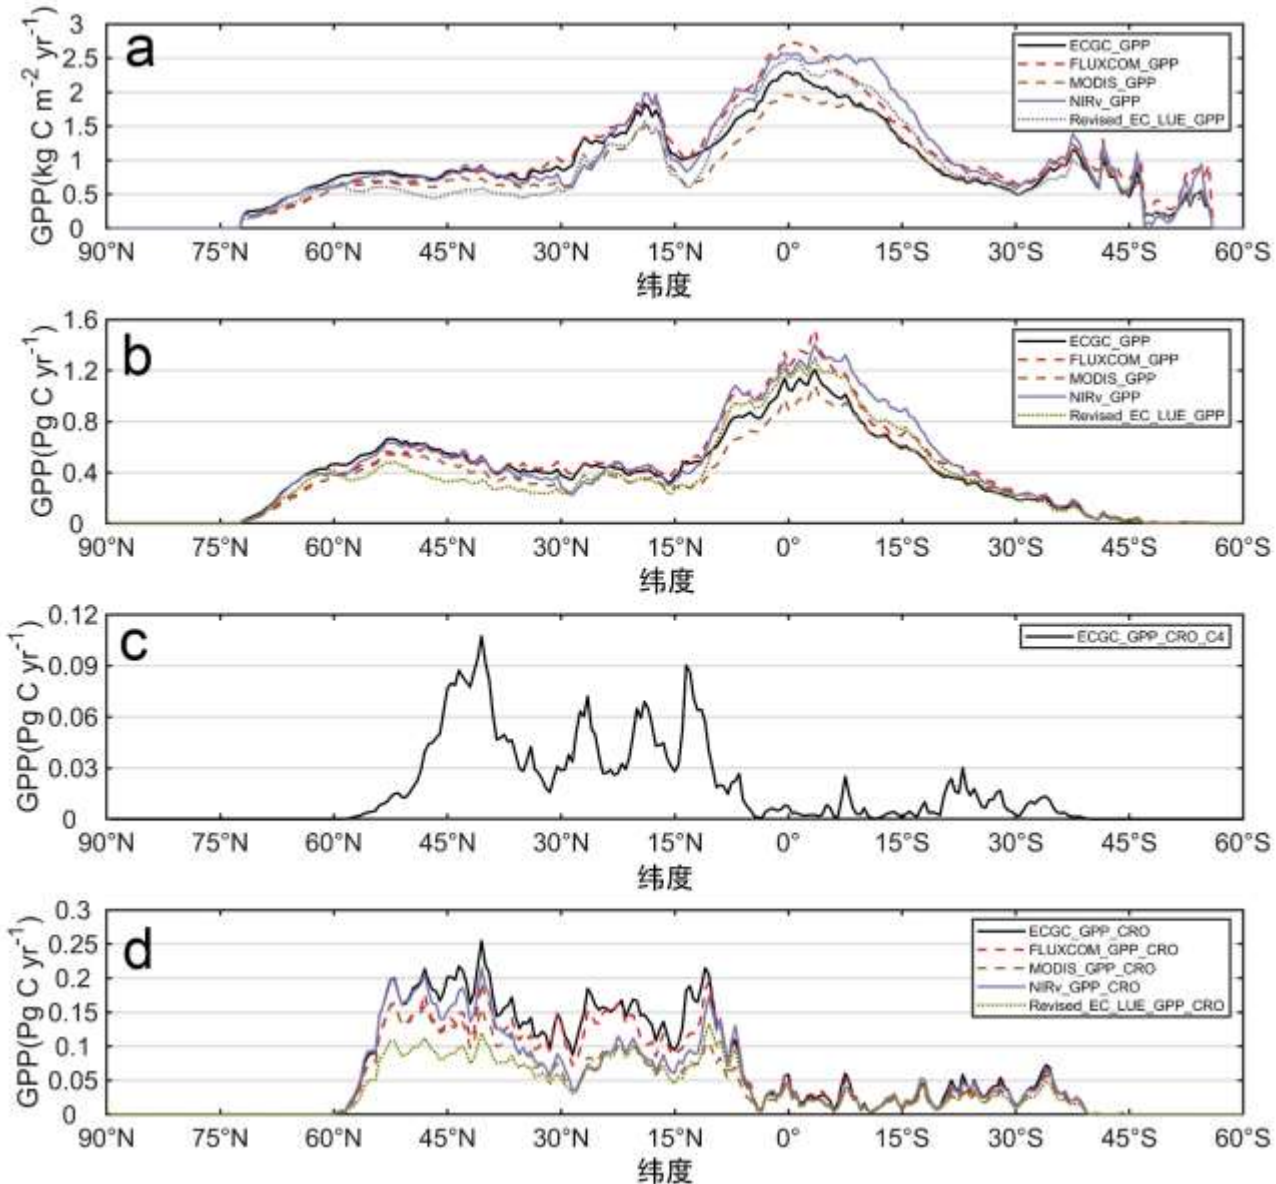 a
GPP(kg C m-2 yr-1)
3
2.5
2
1.5
1
0.5
0
ECGC_GPP
FLUXCOM_GPP
MODIS_GPP
NIRv_GPP
Revised_EC_LUE_GPP
90°N 75°N 60°N 45°N 30°N 15°N 0° 15°S 30°S 45°S 60°S
纬度
b
GPP(Pg C yr-1)
1.6
1.2
0.8
0.4
0
ECGC_GPP
FLUXCOM_GPP
MODIS_GPP
NIRv_GPP
Revised_EC_LUE_GPP
90°N 75°N 60°N 45°N 30°N 15°N 0° 15°S 30°S 45°S 60°S
纬度
c
GPP(Pg C yr-1)
0.12
0.09
0.06
0.03
0
ECGC_GPP_CRO_C4
90°N 75°N 60°N 45°N 30°N 15°N 0° 15°S 30°S 45°S 60°S
纬度
d
GPP(Pg C yr-1)
0.3
0.25
0.2
0.15
0.1
0.05
0
ECGC_GPP_CRO
FLUXCOM_GPP_CRO
MODIS_GPP_CRO
NIRv_GPP_CRO
Revised_EC_LUE_GPP_CRO
90°N 75°N 60°N 45°N 30°N 15°N 0° 15°S 30°S 45°S 60°S
纬度